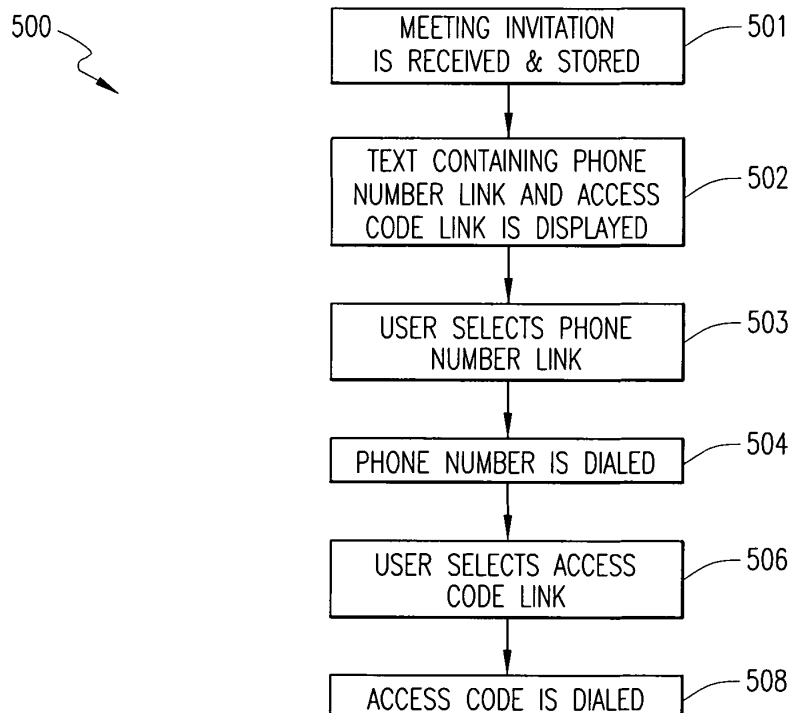 500
MEETING INVITATION
IS RECEIVED & STORED
501
TEXT CONTAINING PHONE
NUMBER LINK AND ACCESS
CODE LINK IS DISPLAYED
502
USER SELECTS PHONE
NUMBER LINK
503
PHONE NUMBER IS DIALED
504
USER SELECTS ACCESS
CODE LINK
506
ACCESS CODE IS DIALED
508